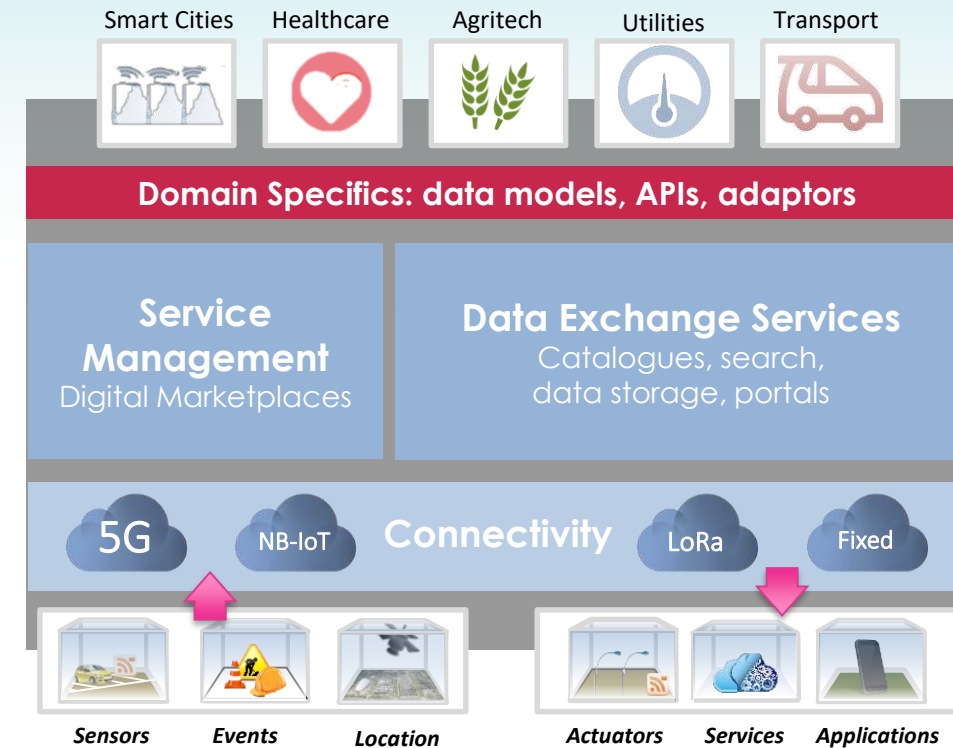 Smart Cities Healthcare Agritech Utilities Transport
Domain Specifics: data models, APIs, adaptors
Service
Management
Digital Marketplaces
Data Exchange Services
Catalogues, search,
data storage, portals
5G NB-IoT Connectivity LoRa Fixed
Sensors Events Location Actuators Services Applications